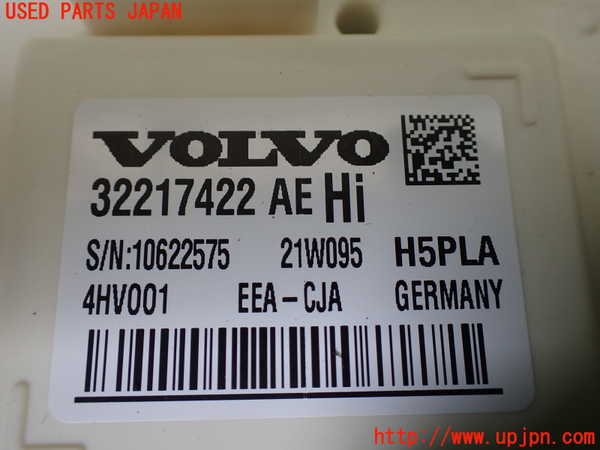 USED PARTS JAPAN
VOLVO
32217422 AE Hi
S/N:10622575 21W095 H5PLA
4HV001 EEA-CJA GERMANY
http://www.upjpn.com/